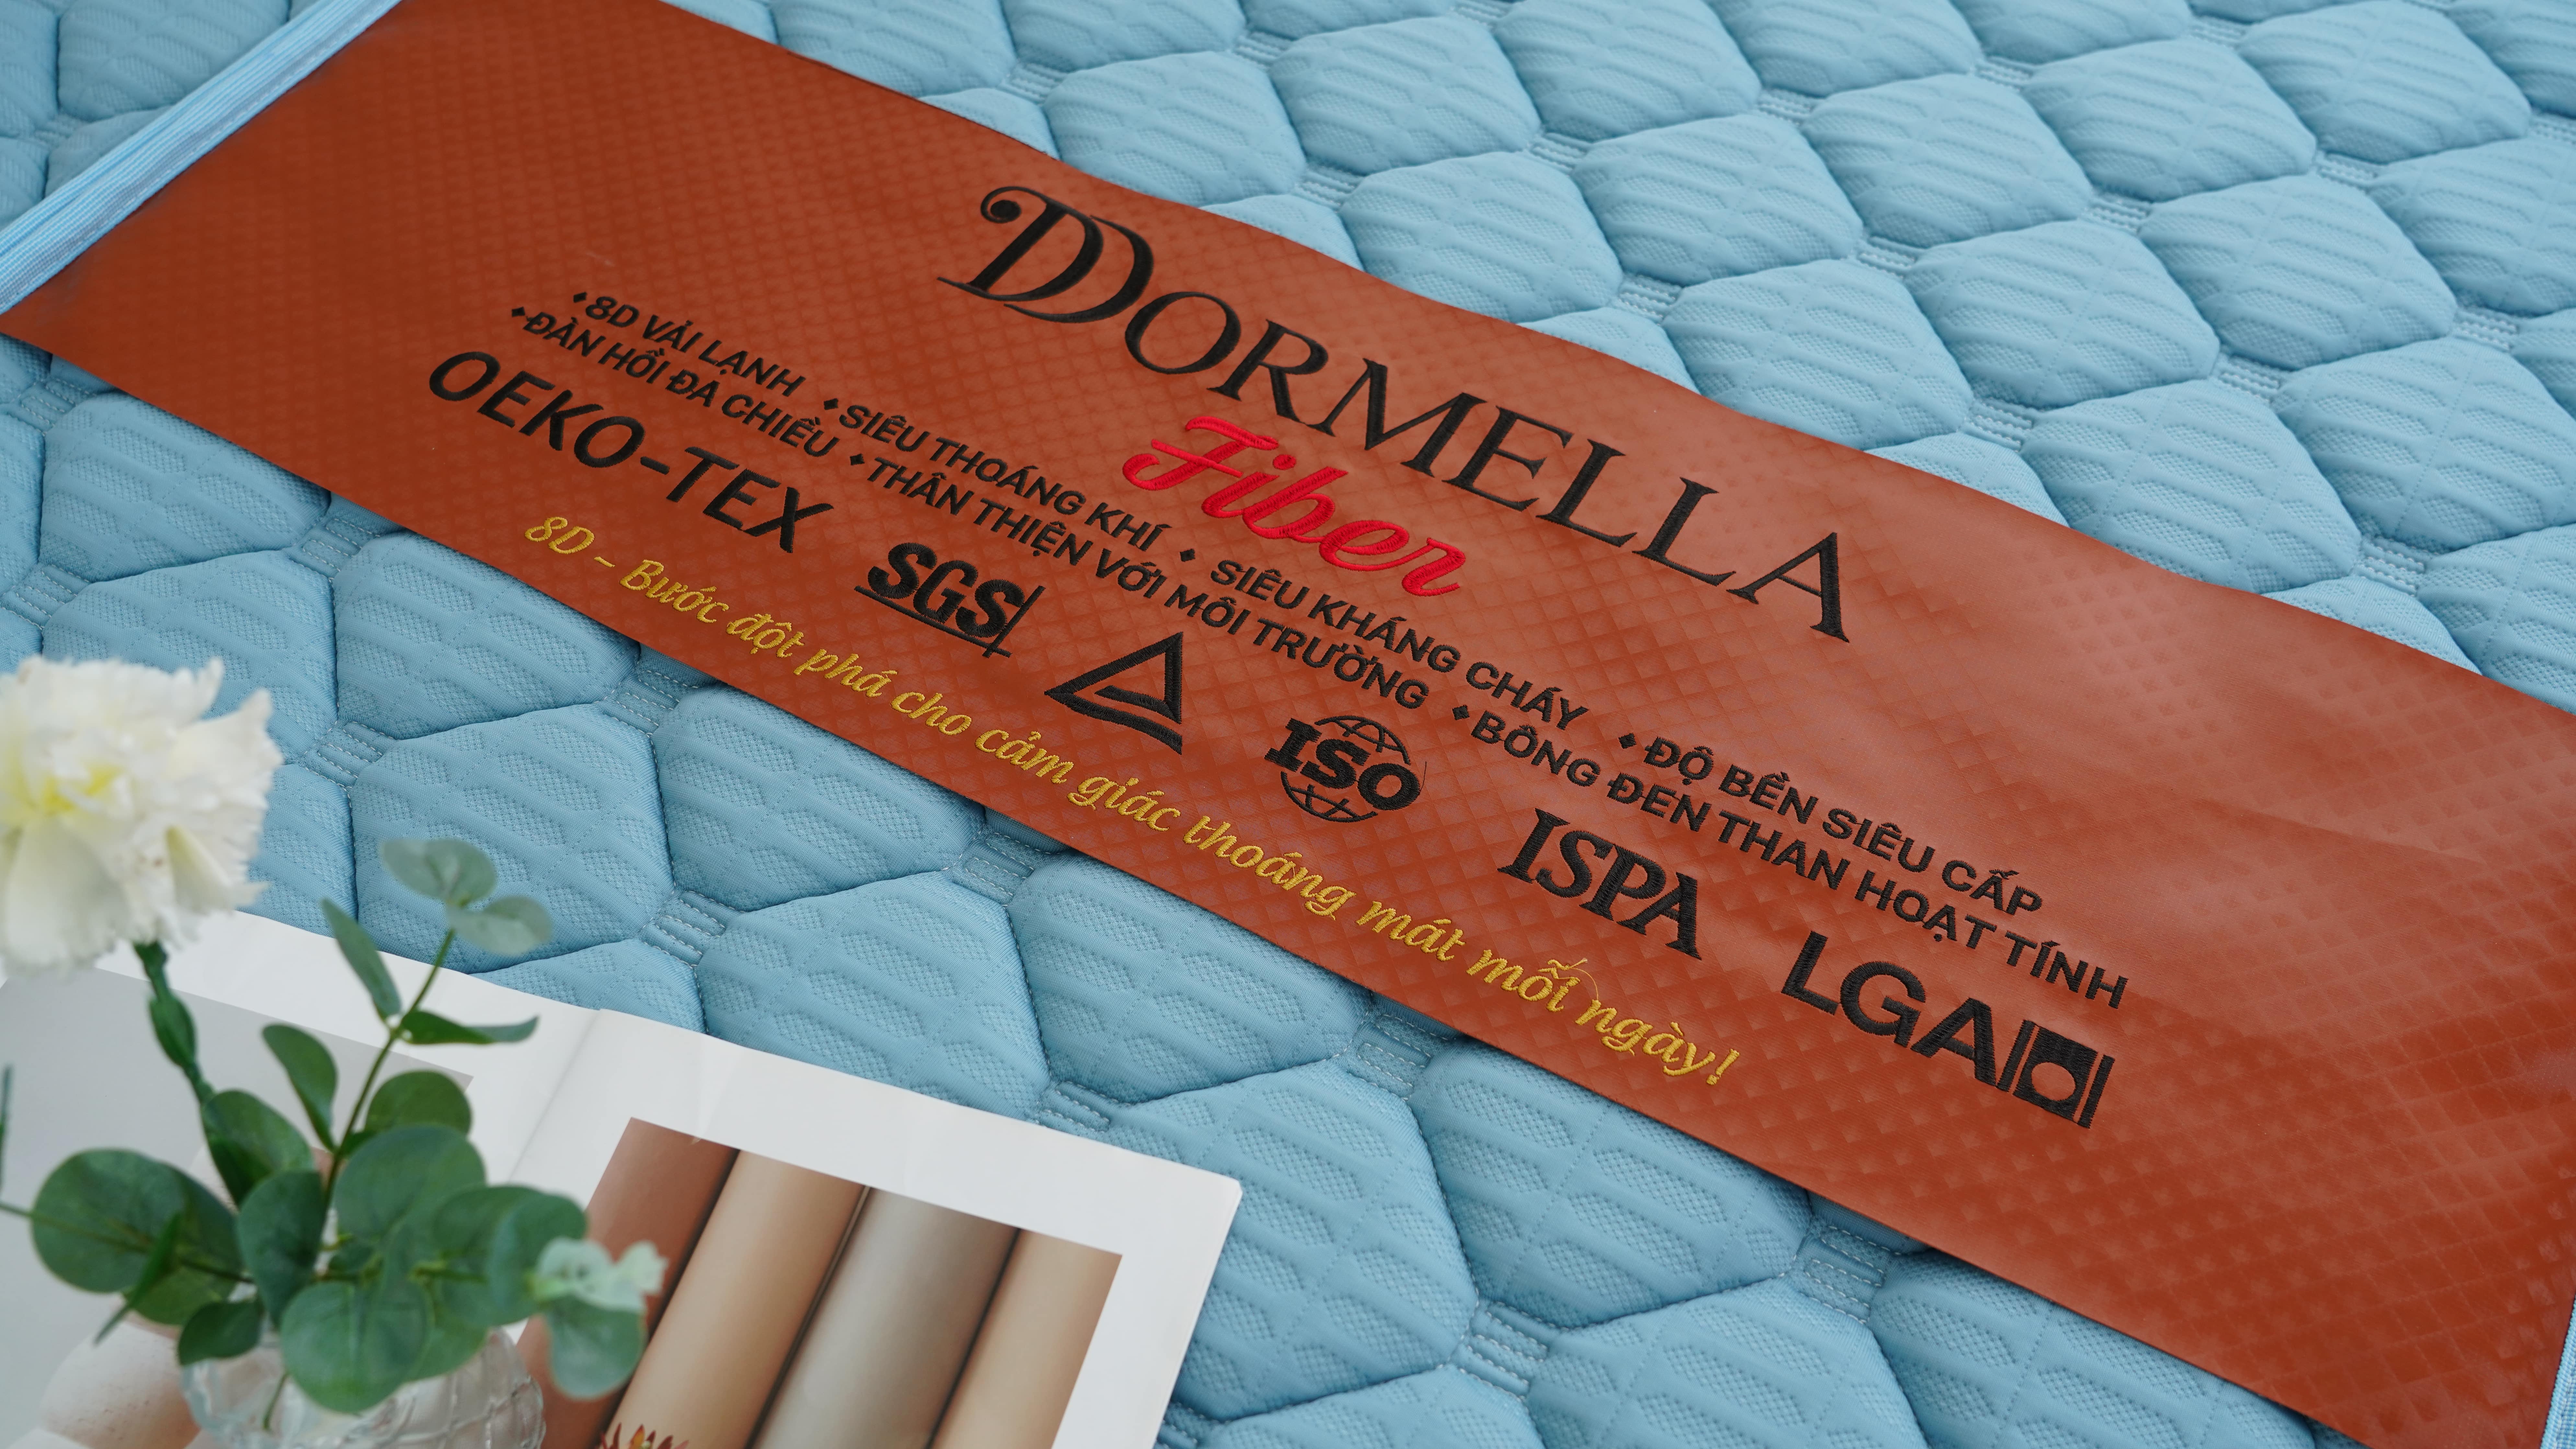 DORMELLA
Fiber
♦8D VẢI LẠNH ♦SIÊU THOÁNG KHÍ ♦ SIÊU KHÁNG CHÁY ♦ĐỘ BỀN SIÊU CẤP
♦ĐÀN HỒI ĐA CHIỀU ♦THÂN THIỆN VỚI MÔI TRƯỜNG ♦BÔNG ĐEN THAN HOẠT TÍNH
OEKO-TEX SGS ISO ISPA LGA
8D - Bước đột phá cho cảm giác thoáng mát mỗi ngày!